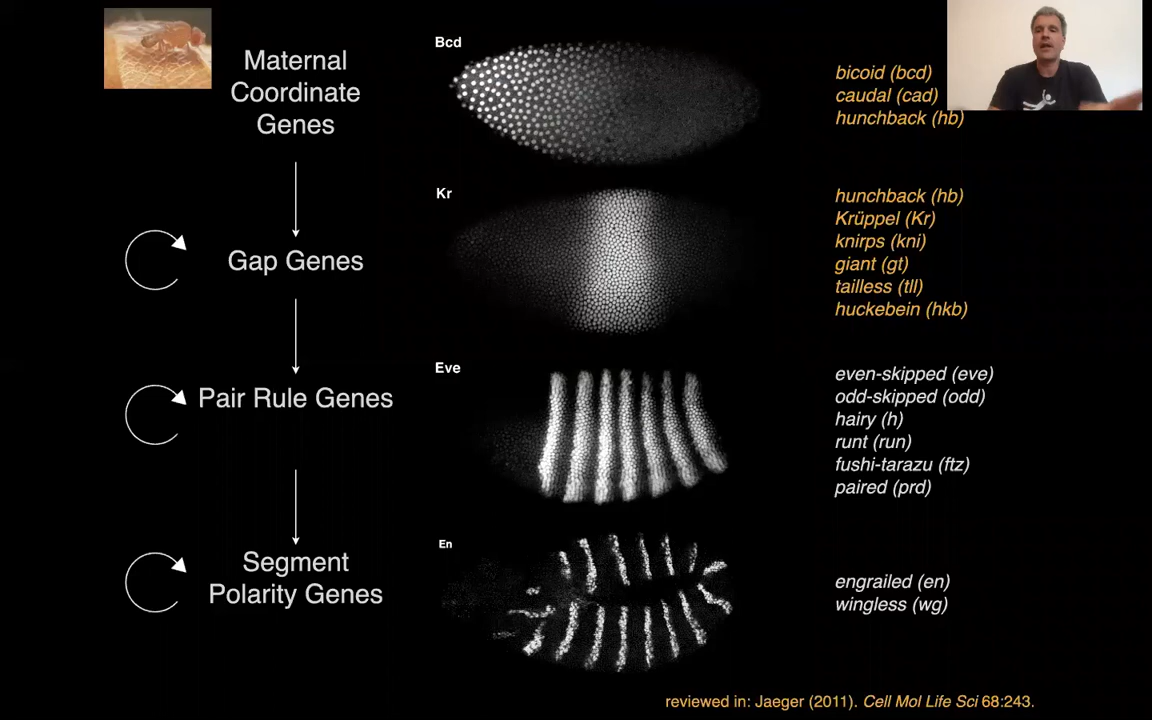 Maternal
Coordinate
Genes
Bcd
bicoid (bcd)
caudal (cad)
hunchback (hb)
Gap Genes
Kr
hunchback (hb)
Krüppel (Kr)
knirps (kni)
giant (gt)
tailless (tll)
huckebein (hkb)
Pair Rule Genes
Eve
even-skipped (eve)
odd-skipped (odd)
hairy (h)
runt (run)
fushi-tarazu (ftz)
paired (prd)
Segment
Polarity Genes
En
engrailed (en)
wingless (wg)
reviewed in: Jaeger (2011). Cell Mol Life Sci 68:243.